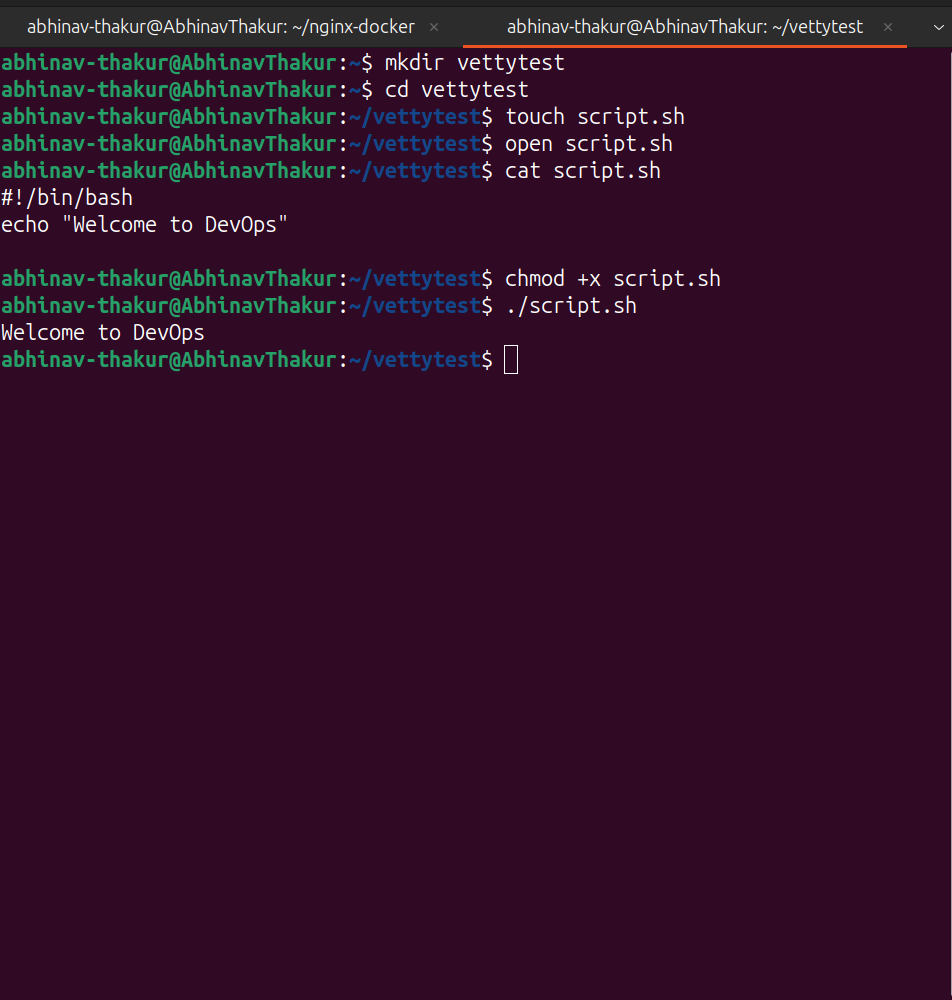 abhinav-thakur@AbhinavThakur: ~/nginx-docker × abhinav-thakur@AbhinavThakur: ~/vettytest ×
abhinav-thakur@AbhinavThakur:~$ mkdir vettytest
abhinav-thakur@AbhinavThakur:~$ cd vettytest
abhinav-thakur@AbhinavThakur:~/vettytest$ touch script.sh
abhinav-thakur@AbhinavThakur:~/vettytest$ open script.sh
abhinav-thakur@AbhinavThakur:~/vettytest$ cat script.sh
#!/bin/bash
echo "Welcome to DevOps"
abhinav-thakur@AbhinavThakur:~/vettytest$ chmod +x script.sh
abhinav-thakur@AbhinavThakur:~/vettytest$ ./script.sh
Welcome to DevOps
abhinav-thakur@AbhinavThakur:~/vettytest$